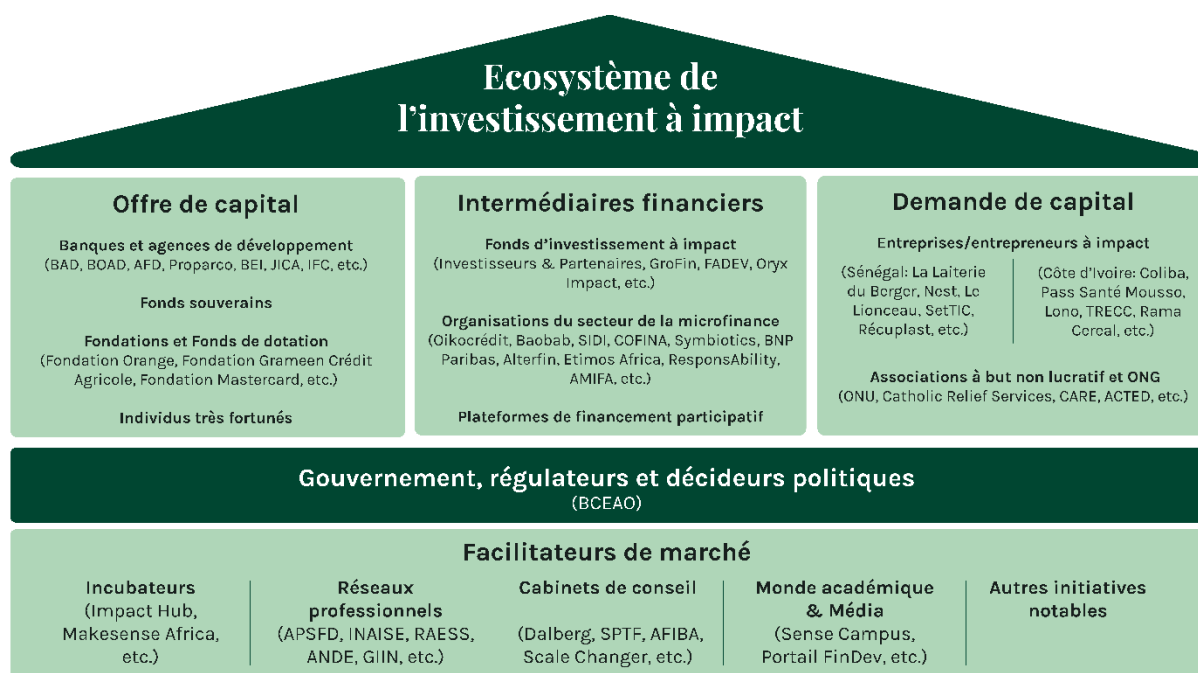 Ecosystème de
l'investissement à impact
Offre de capital
Banques et agences de développement
(BAD, BOAD, AFD, Proparco, BEI, JICA, IFC, etc.)
Fonds souverains
Fondations et Fonds de dotation
(Fondation Orange, Fondation Grameen Crédit
Agricole, Fondation Mastercard, etc.)
Individus très fortunés
Intermédiaires financiers
Fonds d'investissement à impact
(Investisseurs & Partenaires, GroFin, FADEV, Oryx
Impact, etc.)
Organisations du secteur de la microfinance
(Oikocrédit, Baobab, SIDI, COFINA, Symbiotics, BNP
Paribas, Alterfin, Etimos Africa, ResponsAbility,
AMIFA, etc.)
Plateformes de financement participatif
Demande de capital
Entreprises/entrepreneurs à impact
(Sénégal: La Laiterie
du Berger, Nest, Le
Lionceau, SetTIC,
Récuplast, etc.)
(Côte d'Ivoire: Coliba,
Pass Santé Mousso,
Lono, TRECC, Rama
Cereal, etc.)
Associations à but non lucratif et ONG
(ONU, Catholic Relief Services, CARE, ACTED, etc.)
Gouvernement, régulateurs et décideurs politiques
(BCEAO)
Facilitateurs de marché
Incubateurs
(Impact Hub,
Makesense Africa,
etc.)
Réseaux
professionnels
(APSFD, INAISE, RAESS,
ANDE, GIIN, etc.)
Cabinets de conseil
(Dalberg, SPTF, AFIBA,
Scale Changer, etc.)
Monde académique
& Média
(Sense Campus,
Portail FinDev, etc.)
Autres initiatives
notables